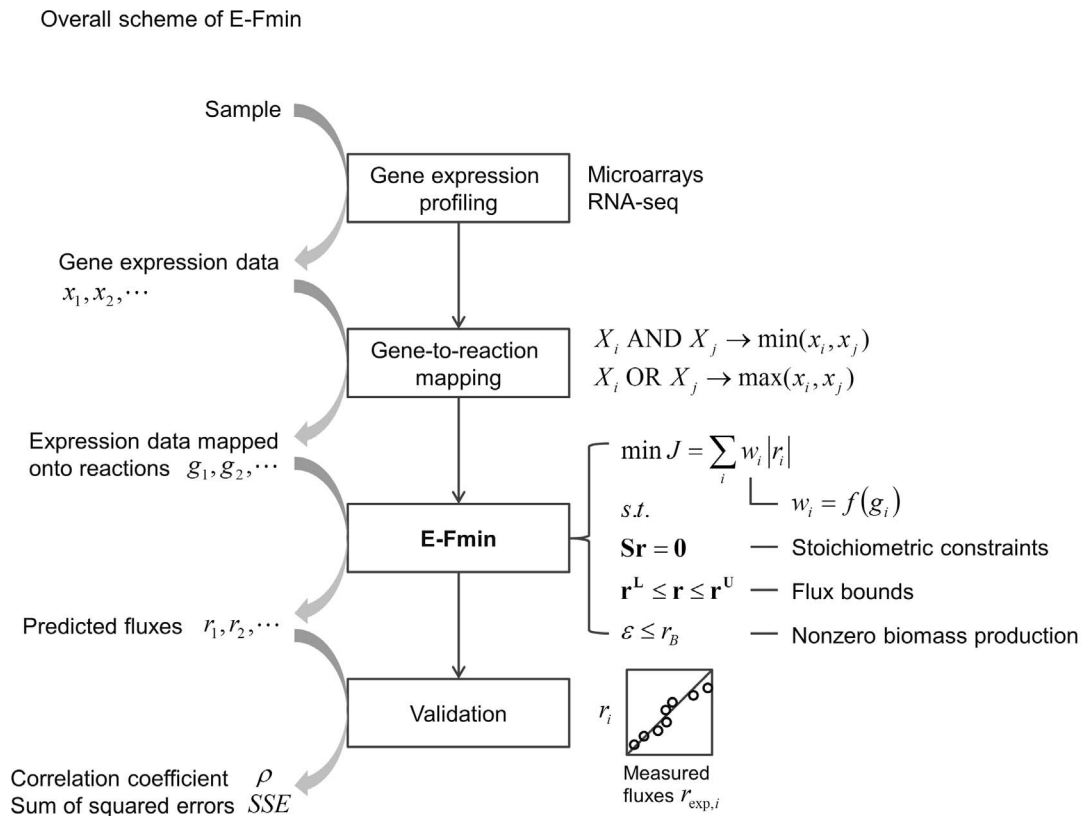 Overall scheme of E-Fmin
Sample
Gene expression
profiling
Microarrays
RNA-seq
Gene expression data
x₁, x₂, ⋯
Gene-to-reaction
mapping
Xᵢ AND Xⱼ → min(xᵢ, xⱼ)
Xᵢ OR Xⱼ → max(xᵢ, xⱼ)
Expression data mapped
onto reactions g₁, g₂, ⋯
E-Fmin
min J = ∑ᵢ wᵢ|rᵢ|
wᵢ = f(gᵢ)
s.t.
Sr = 0 — Stoichiometric constraints
r^L ≤ r ≤ r^U — Flux bounds
ε ≤ r_B — Nonzero biomass production
Predicted fluxes r₁, r₂, ⋯
Validation
rᵢ
Measured
fluxes r_exp,i
Correlation coefficient ρ
Sum of squared errors SSE